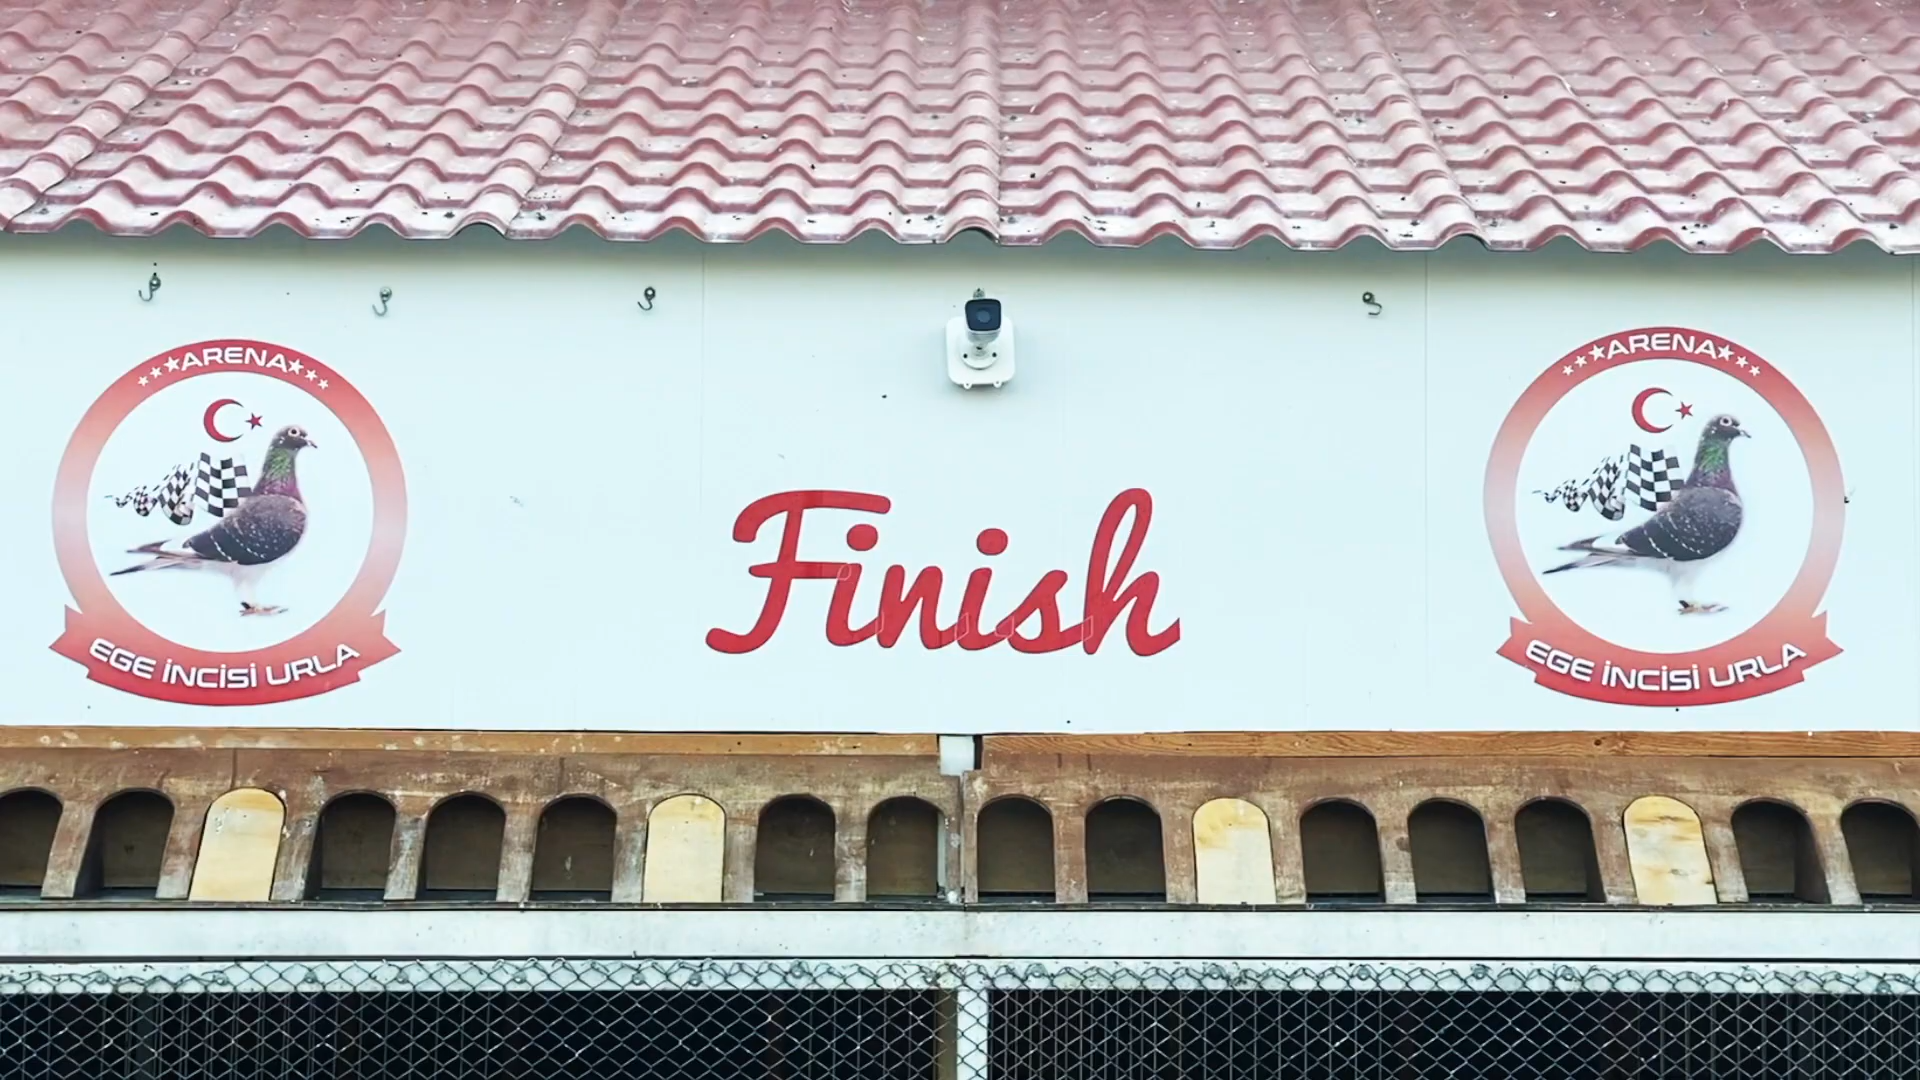 ARENA
EGE İNCİSİ URLA
Finish
ARENA
EGE İNCİSİ URLA